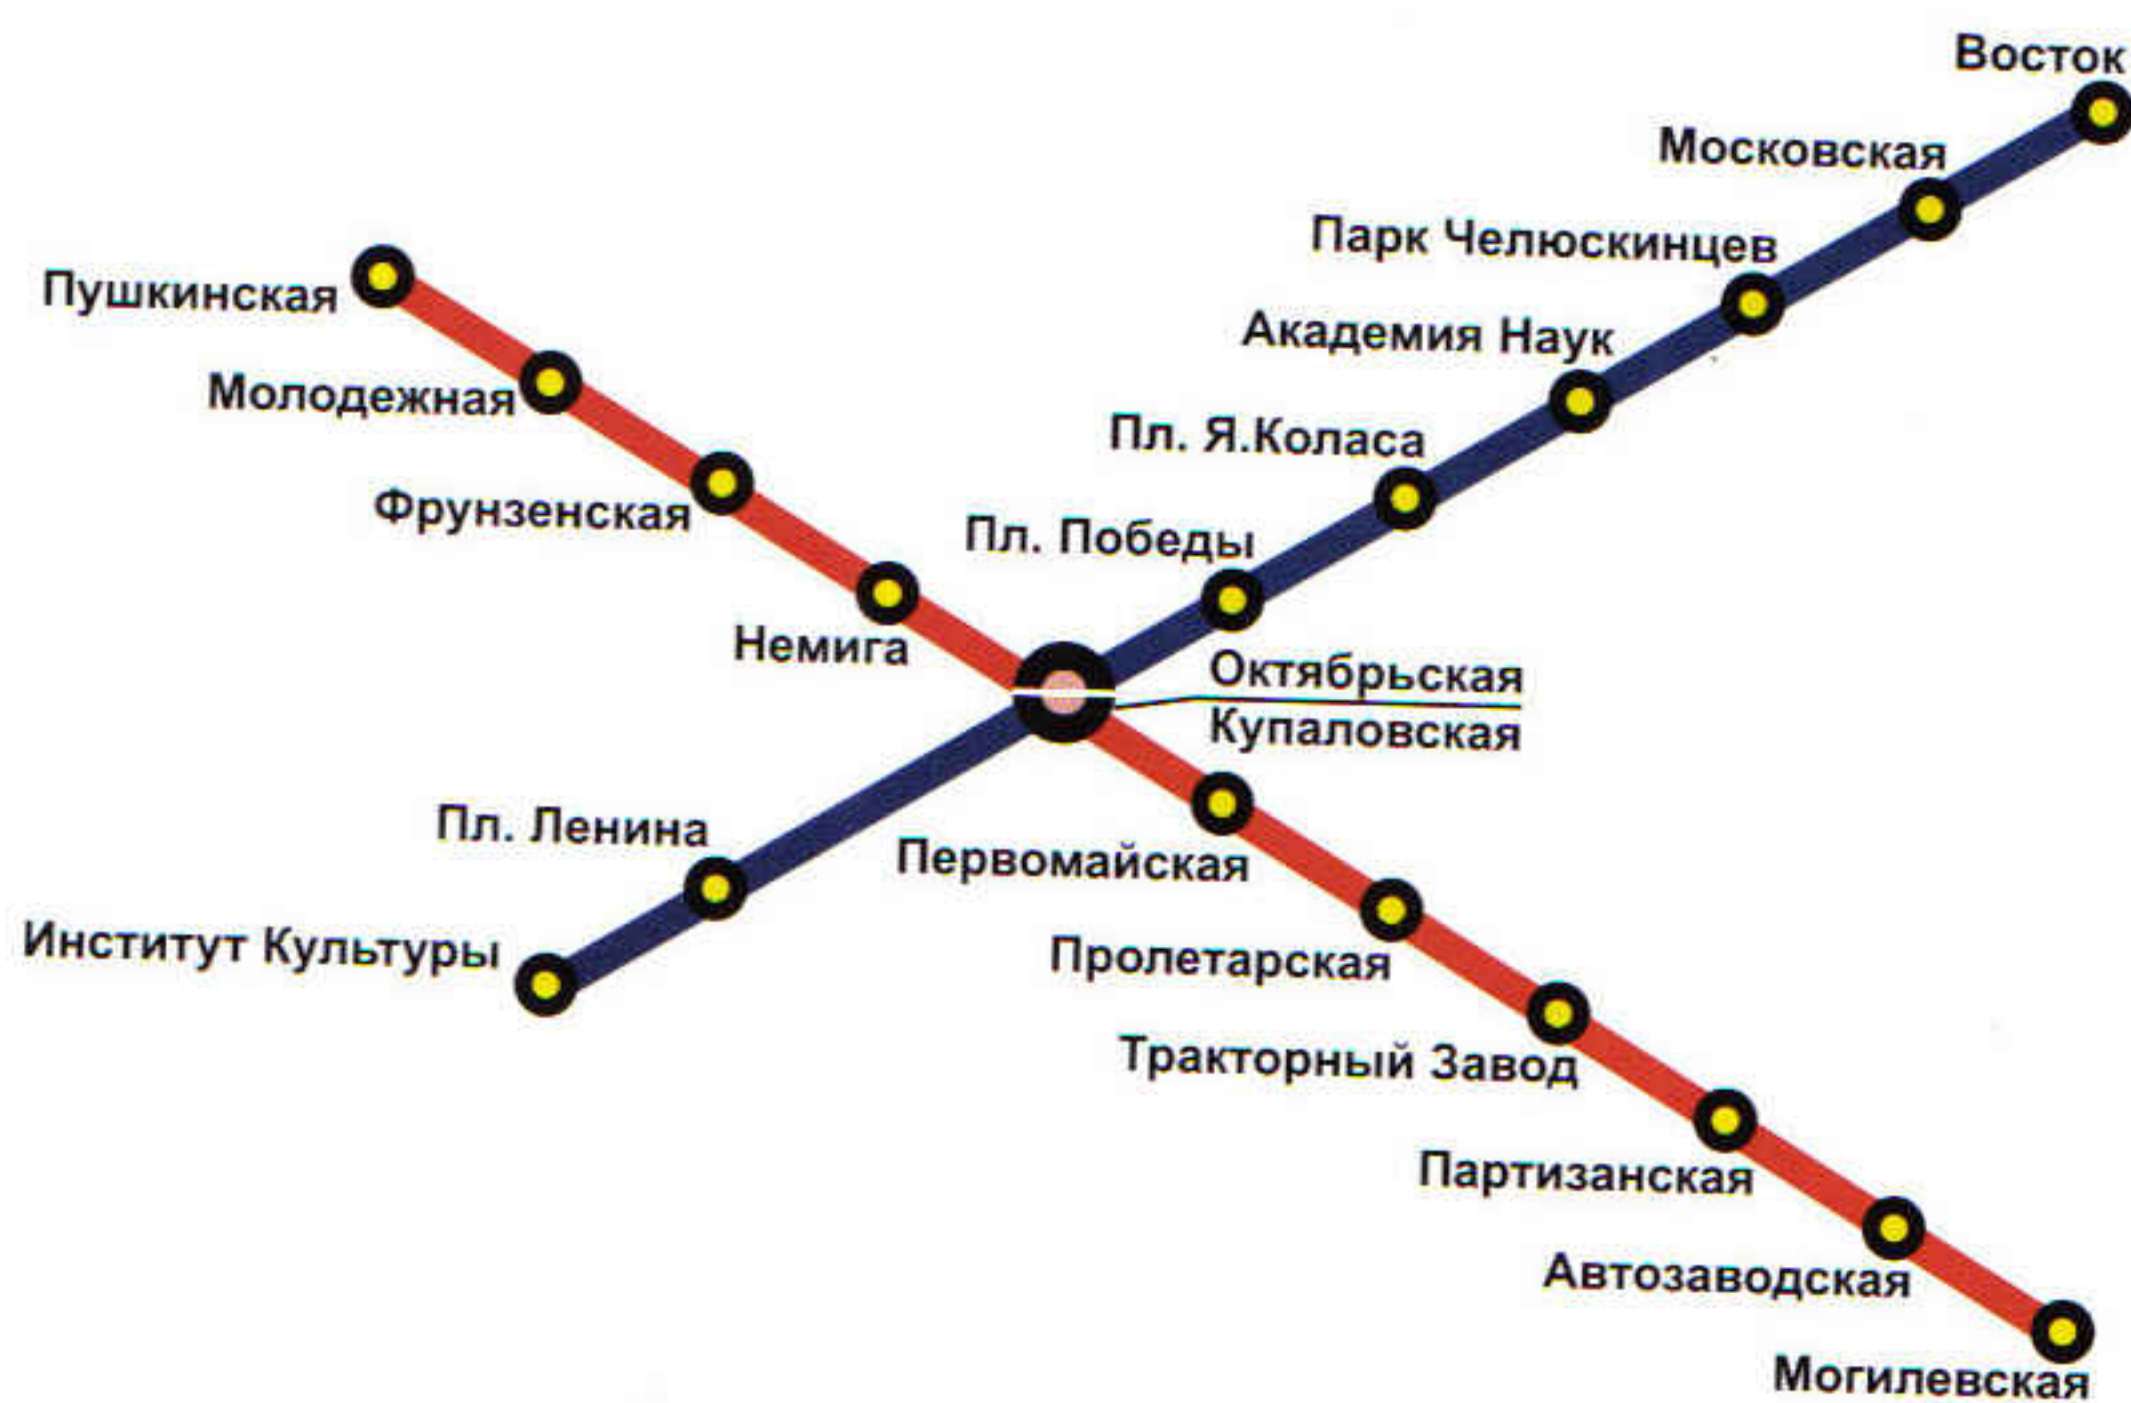 Восток
Московская
Парк Челюскинцев
Пушкинская
Академия Наук
Молодежная
Пл. Я.Коласа
Фрунзенская
Пл. Победы
Немига
Октябрьская
Купаловская
Пл. Ленина
Первомайская
Институт Культуры
Пролетарская
Тракторный Завод
Партизанская
Автозаводская
Могилевская